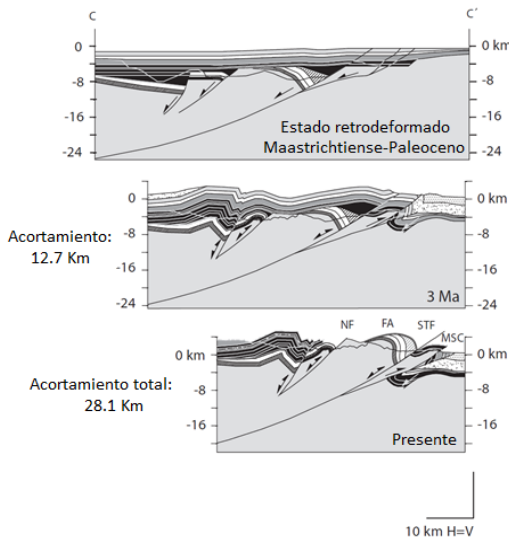 C C´
0 0 km
-8 -8
-16 -16
-24 -24
Estado retrodeformado
Maastrichtiense-Paleoceno
Acortamiento:
12.7 Km
0 0 km
-8 -8
-16 -16
-24 -24
3 Ma
Acortamiento total:
28.1 Km
NF FA STF MSC
0 km 0 km
-8 -8
-16 -16
Presente
10 km H=V